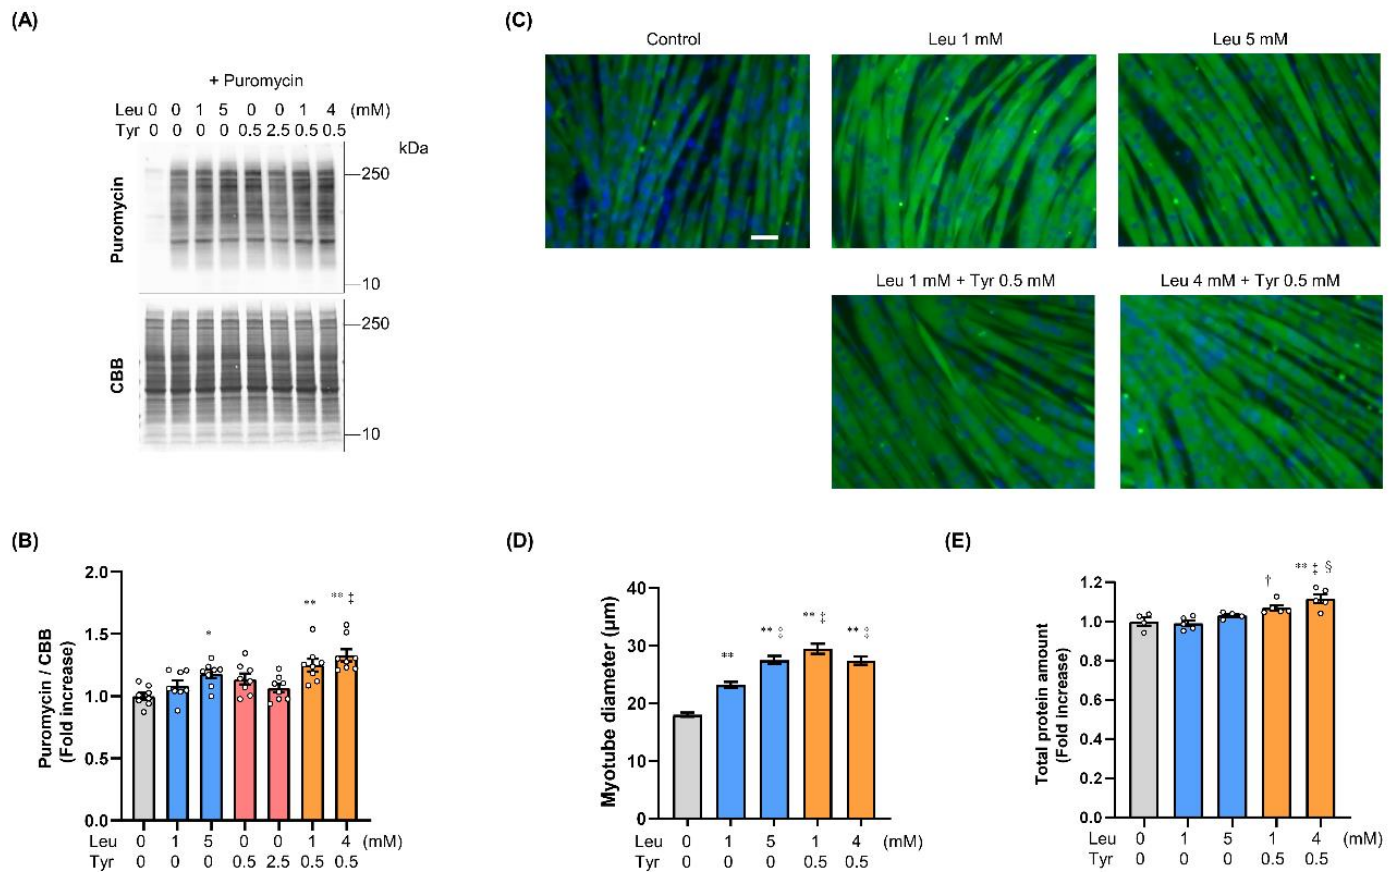 (A)
+ Puromycin
Leu 0 0 1 5 0 0 1 4 (mM)
Tyr 0 0 0 0 0.5 2.5 0.5 0.5
kDa
Puromycin
250
10
CBB
250
10
(C)
Control
Leu 1 mM
Leu 5 mM
Leu 1 mM + Tyr 0.5 mM
Leu 4 mM + Tyr 0.5 mM
(B)
Puromycin / CBB
(Fold increase)
2.0
1.5
1.0
0.5
0.0
*
**
** ‡
Leu 0 1 5 0 0 1 4 (mM)
Tyr 0 0 0 0.5 2.5 0.5 0.5
(D)
Myotube diameter (µm)
40
30
20
10
0
**
** ‡
** ‡
** ‡
Leu 0 1 5 1 4 (mM)
Tyr 0 0 0 0.5 0.5
(E)
Total protein amount
(Fold increase)
1.2
1.0
0.8
0.6
0.4
0.2
0.0
†
** ‡ §
Leu 0 1 5 1 4 (mM)
Tyr 0 0 0 0.5 0.5